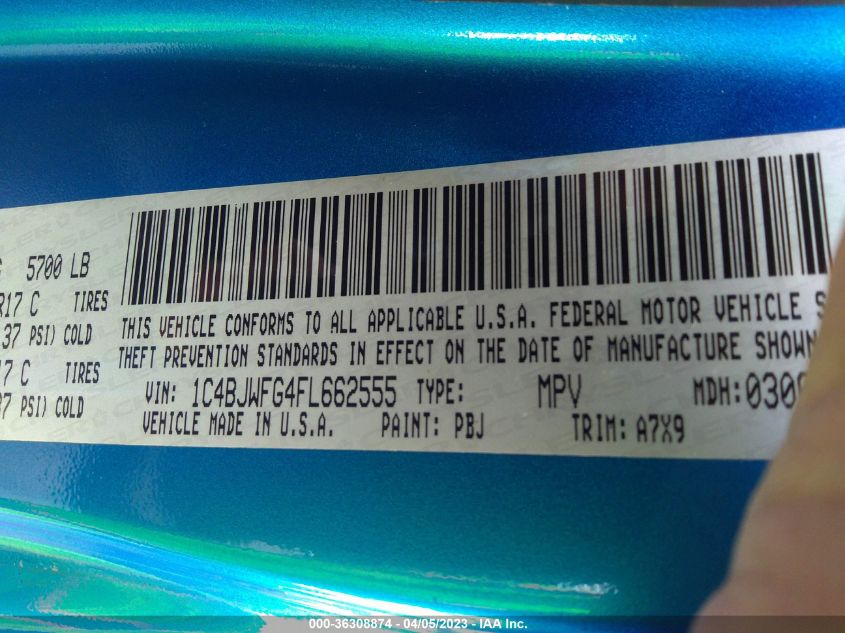 5700 LB
R17 C TIRES
37 PSI) COLD
17 C TIRES
37 PSI) COLD
THIS VEHICLE CONFORMS TO ALL APPLICABLE U.S.A. FEDERAL MOTOR VEHICLE S
THEFT PREVENTION STANDARDS IN EFFECT ON THE DATE OF MANUFACTURE SHOWN
VIN: 1C4BJWFG4FL662555 TYPE: MPV MDH: 030
VEHICLE MADE IN U.S.A. PAINT: PBJ TRIM: A7X9
000-36308874 - 04/05/2023 - IAA Inc.